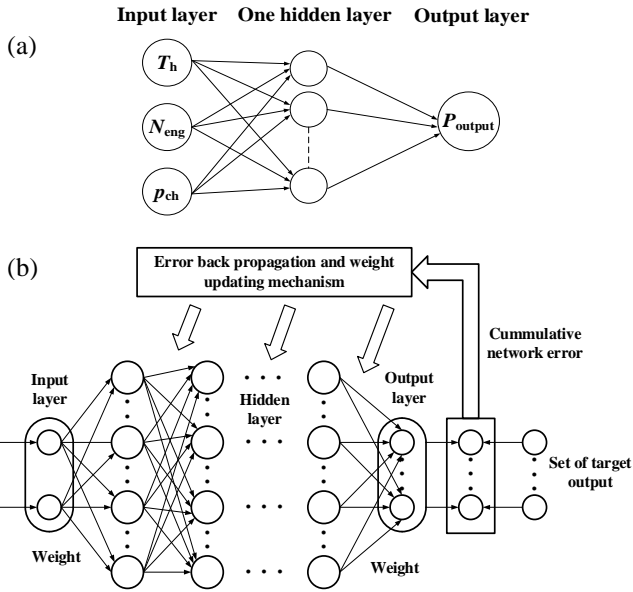 Input layer One hidden layer Output layer
(a)
Th
Neng
Pch
Poutput
(b)
Error back propagation and weight
updating mechanism
Cummulative
network error
Input
layer
Hidden
layer
Output
layer
Set of target
output
Weight
Weight